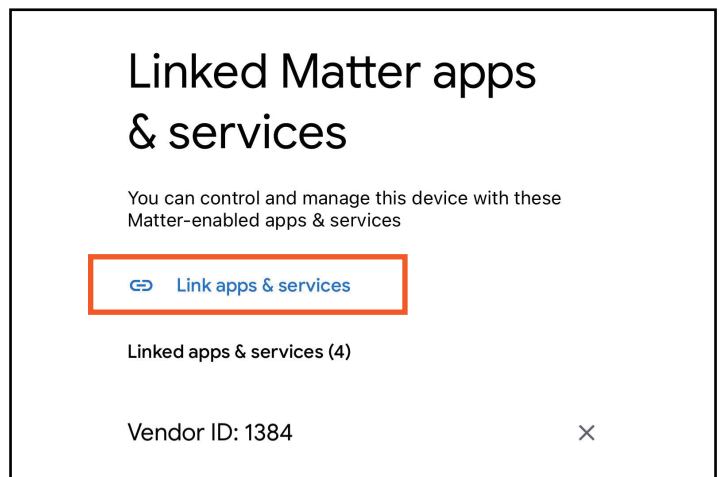 Linked Matter apps
& services
You can control and manage this device with these
Matter-enabled apps & services
Link apps & services
Linked apps & services (4)
Vendor ID: 1384